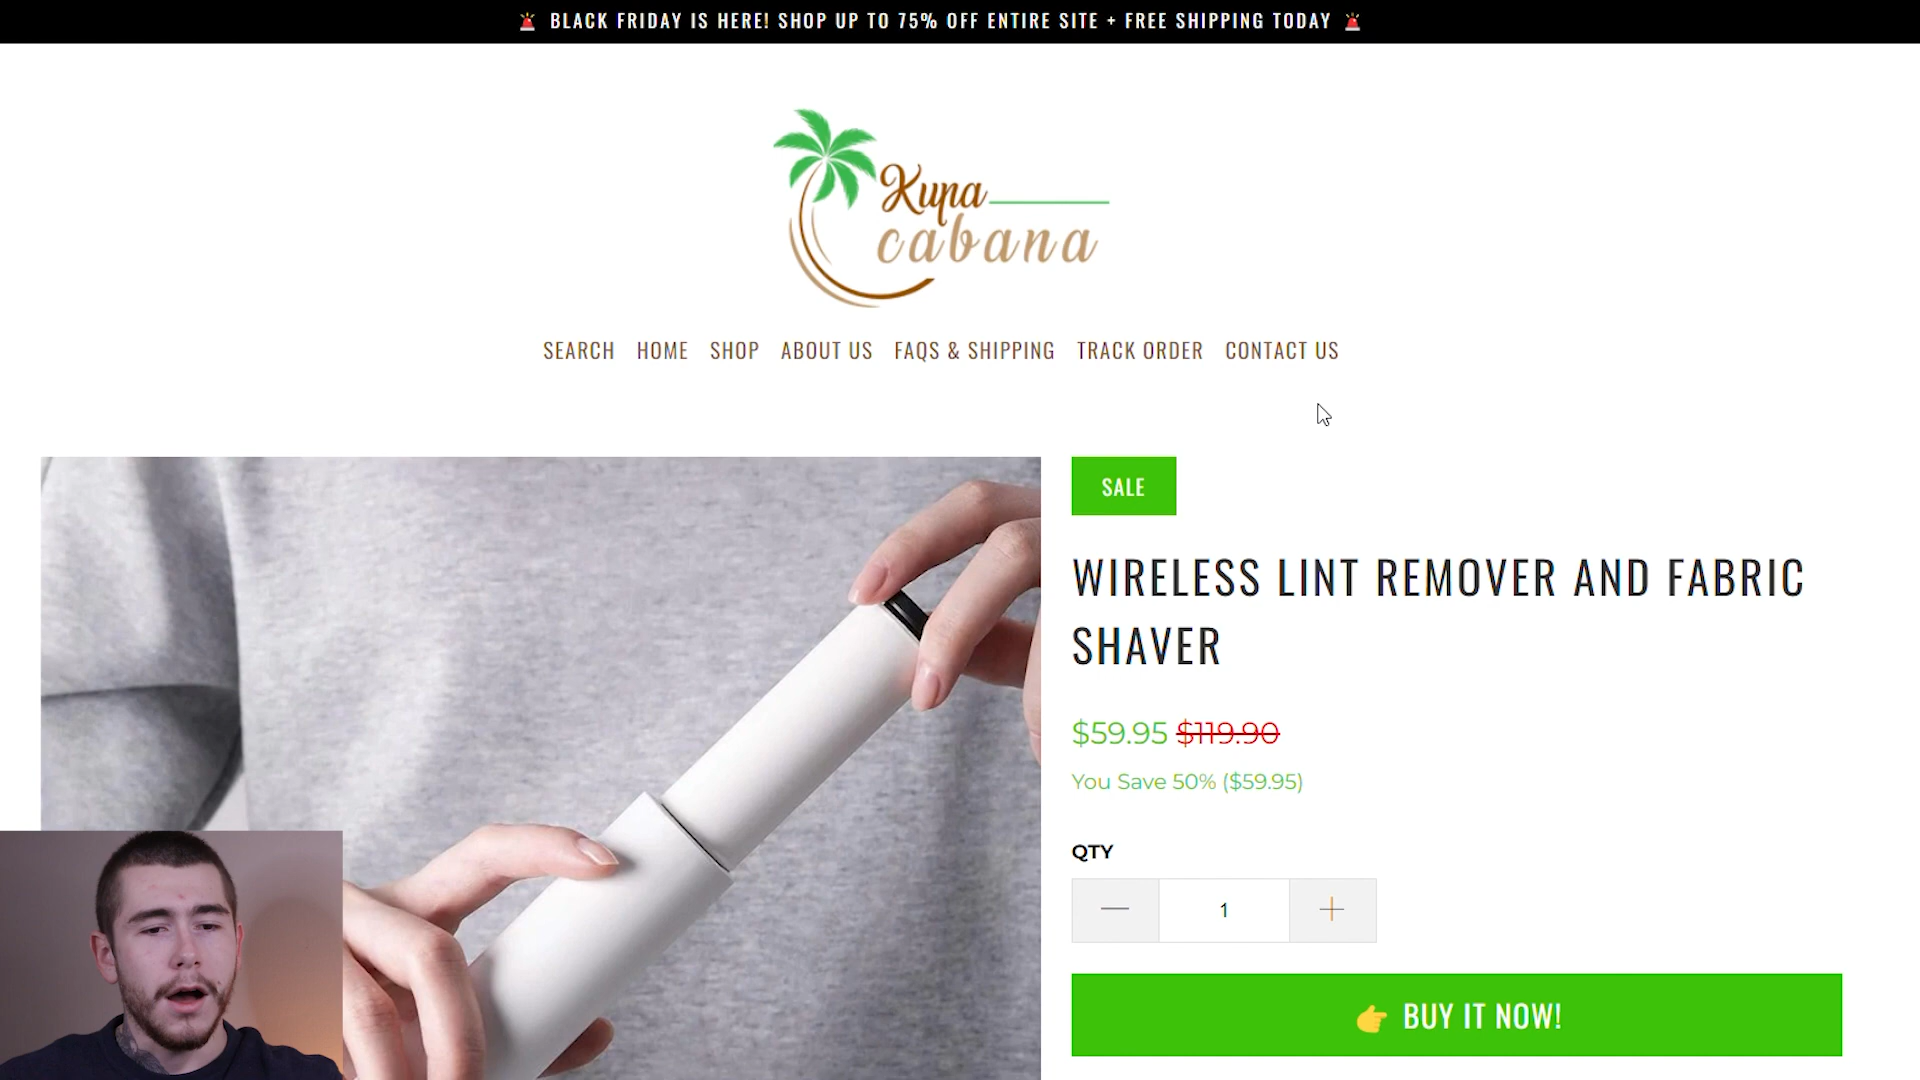 BLACK FRIDAY IS HERE! SHOP UP TO 75% OFF ENTIRE SITE + FREE SHIPPING TODAY
Kupa
cabana
SEARCH HOME SHOP ABOUT US FAQS & SHIPPING TRACK ORDER CONTACT US
SALE
WIRELESS LINT REMOVER AND FABRIC
SHAVER
$59.95 $119.90
You Save 50% ($59.95)
QTY
1
BUY IT NOW!